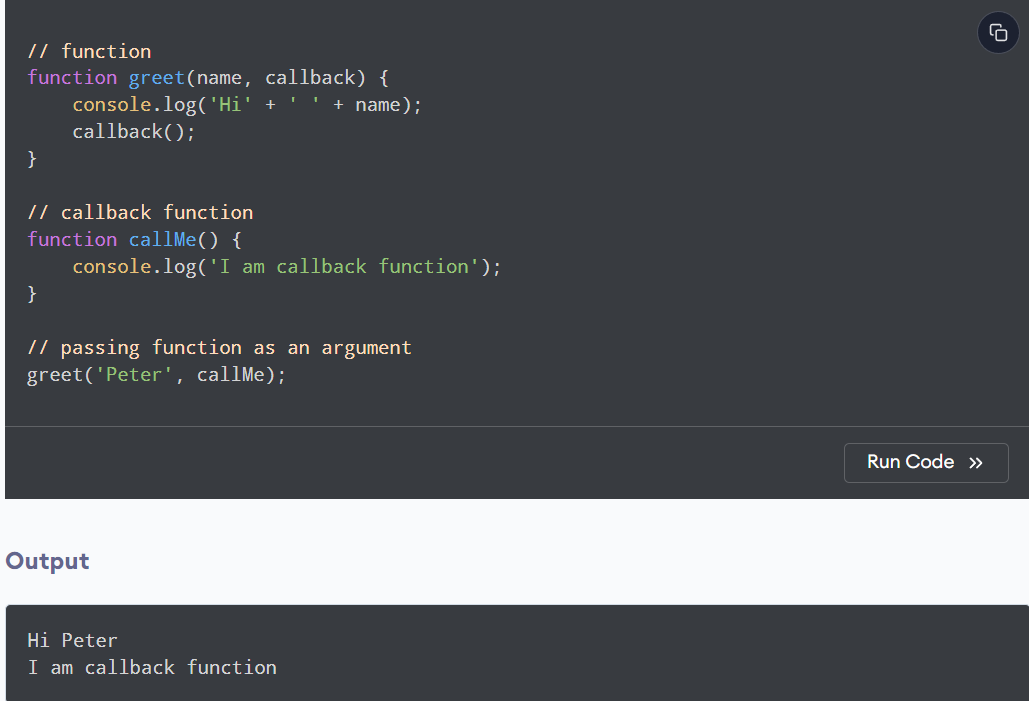 // function
function greet(name, callback) {
    console.log('Hi' + ' ' + name);
    callback();
}
// callback function
function callMe() {
    console.log('I am callback function');
}
// passing function as an argument
greet('Peter', callMe);
Run Code »
Output
Hi Peter
I am callback function